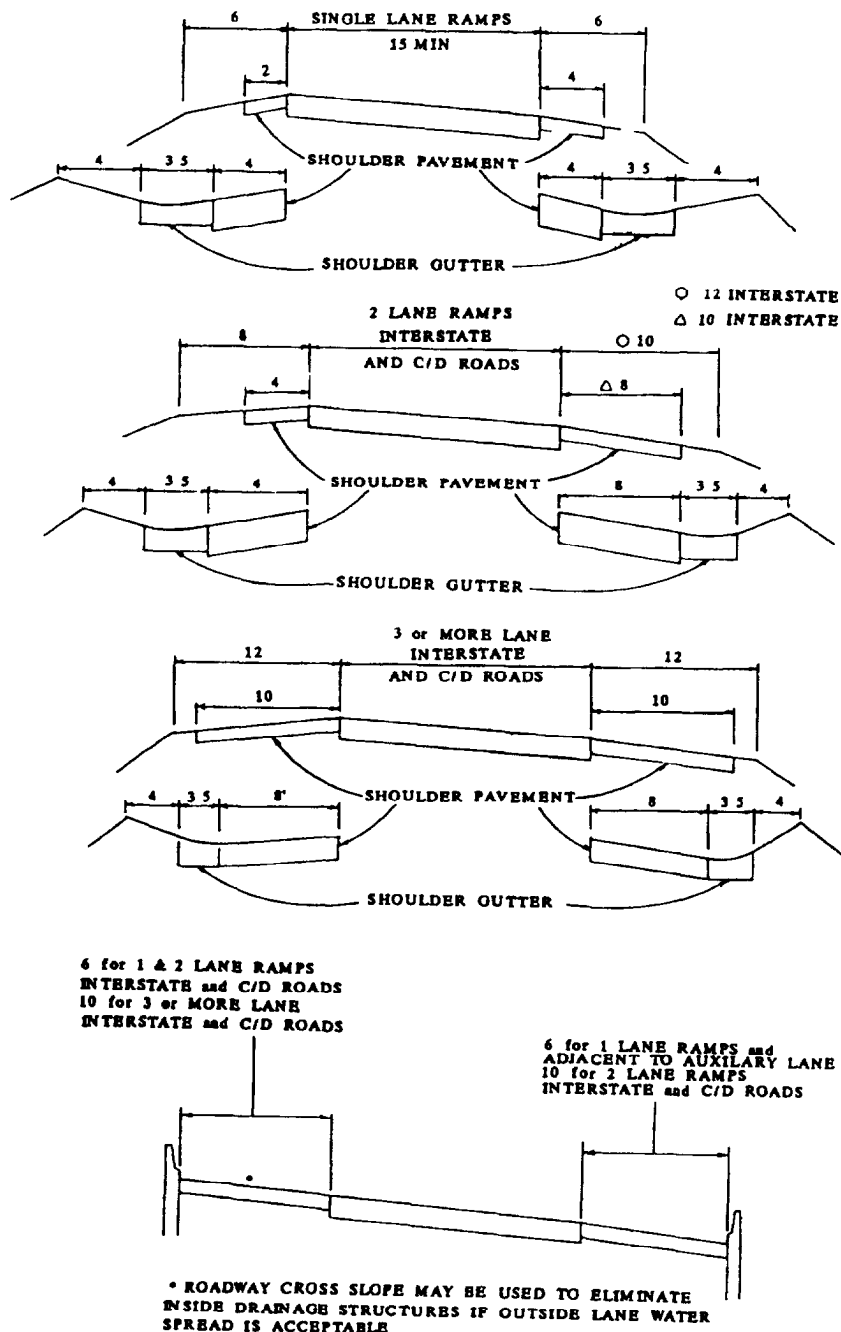 6 SINGLE LANE RAMPS 6
15 MIN
2 4
SHOULDER PAVEMENT
4 3 5 4 4 3 5 4
SHOULDER GUTTER
○ 12 INTERSTATE
△ 10 INTERSTATE
2 LANE RAMPS
INTERSTATE
AND C/D ROADS
8 ○ 10
4 △ 8
SHOULDER PAVEMENT
4 3 5 4 8 3 5 4
SHOULDER GUTTER
3 or MORE LANE
INTERSTATE
AND C/D ROADS
12 12
10 10
SHOULDER PAVEMENT
4 3 5 8* 8 3 5 4
SHOULDER GUTTER
6 for 1 & 2 LANE RAMPS
INTERSTATE and C/D ROADS
10 for 3 or MORE LANE
INTERSTATE and C/D ROADS
6 for 1 LANE RAMPS and
ADJACENT TO AUXILARY LANE
10 for 2 LANE RAMPS
INTERSTATE and C/D ROADS
*
* ROADWAY CROSS SLOPE MAY BE USED TO ELIMINATE
INSIDE DRAINAGE STRUCTURES IF OUTSIDE LANE WATER
SPREAD IS ACCEPTABLE